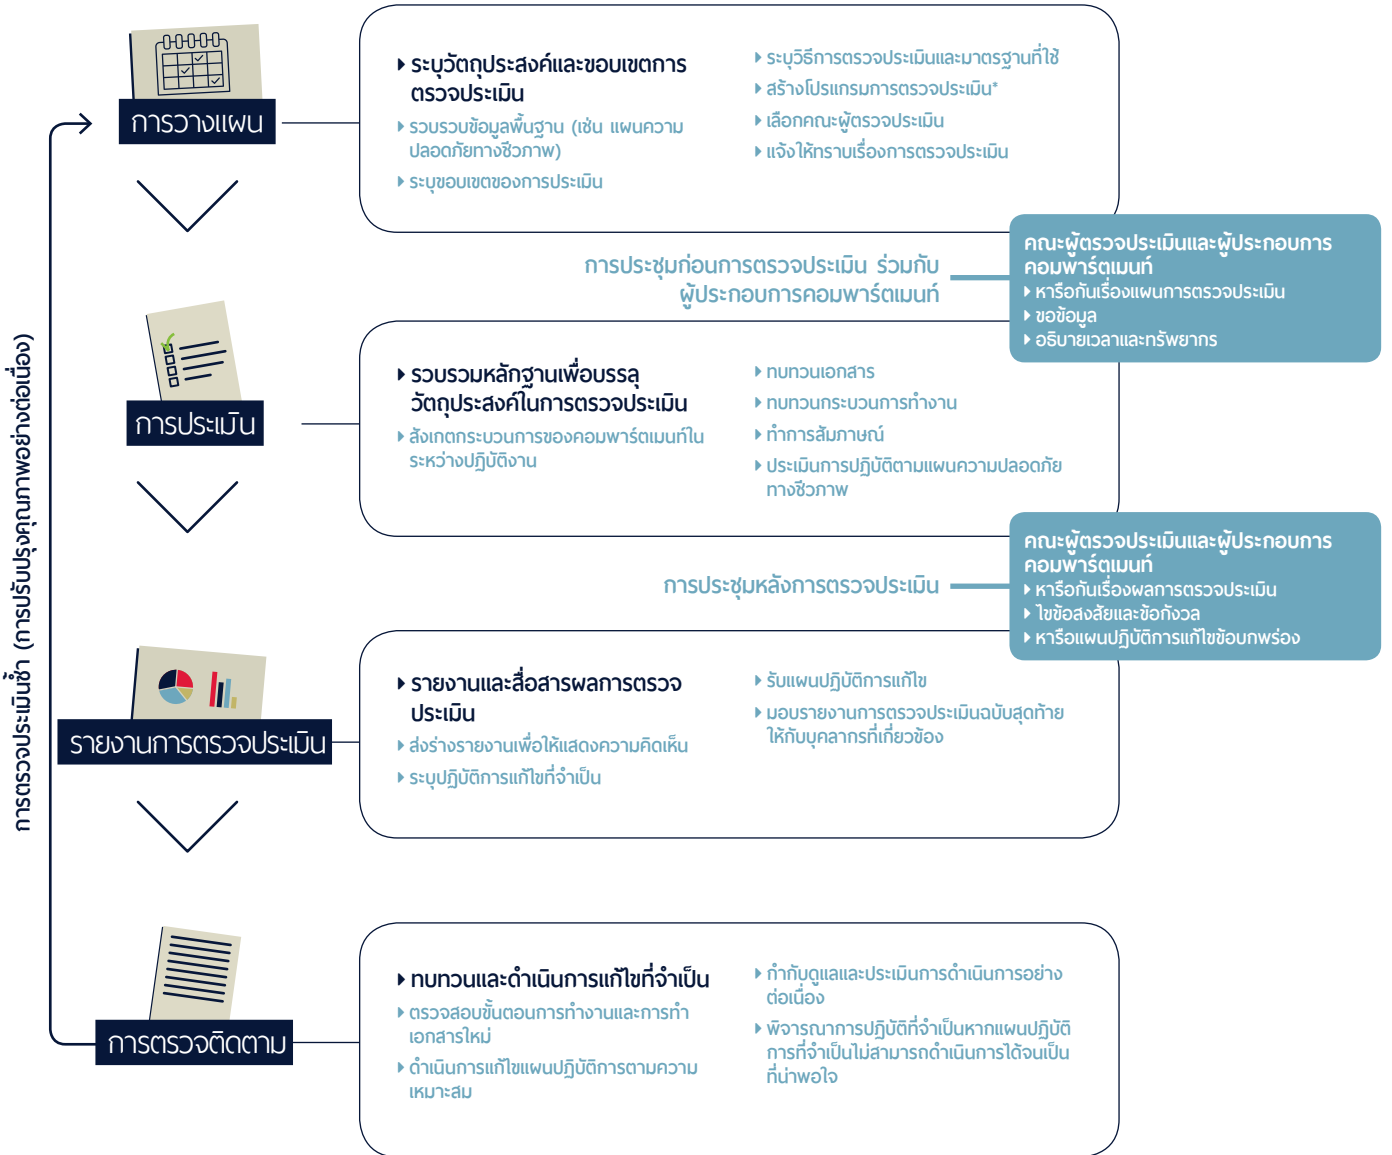 การวางแผน
ระบุวัตถุประสงค์และขอบเขตการ
ตรวจประเมิน
รวบรวบข้อมูลพื้นฐาน (เช่น แผนความ
ปลอดภัยทางชีวภาพ)
ระบุขอบเขตของการประเมิน
ระบุวิธีการตรวจประเมินและมาตรฐานที่ใช้
สร้างโปรแกรมการตรวจประเมิน*
เลือกคณะผู้ตรวจประเมิน
แจ้งให้ทราบเรื่องการตรวจประเมิน
การประชุมก่อนการตรวจประเมิน ร่วมกับ
ผู้ประกอบการคอมพาร์ตเมนท์
คณะผู้ตรวจประเมินและผู้ประกอบการ
คอมพาร์ตเมนท์
หารือกันเรื่องแผนการตรวจประเมิน
ขอข้อมูล
อธิบายเวลาและทรัพยากร
การประเมิน
รวบรวมหลักฐานเพื่อบรรลุ
วัตถุประสงค์ในการตรวจประเมิน
สังเกตกระบวนการของคอมพาร์ตเมนท์ใน
ระหว่างปฏิบัติงาน
ทบทวนเอกสาร
ทบทวนกระบวนการทำงาน
ทำการสัมภาษณ์
ประเมินการปฏิบัติตามแผนความปลอดภัย
ทางชีวภาพ
การประชุมหลังการตรวจประเมิน
คณะผู้ตรวจประเมินและผู้ประกอบการ
คอมพาร์ตเมนท์
หารือกันเรื่องผลการตรวจประเมิน
ไขข้อสงสัยและข้อกังวล
หารือแผนปฏิบัติการแก้ไขข้อบกพร่อง
รายงานการตรวจประเมิน
รายงานและสื่อสารผลการตรวจ
ประเมิน
ส่งร่างรายงานเพื่อให้แสดงความคิดเห็น
ระบุปฏิบัติการแก้ไขที่จำเป็น
รับแผนปฏิบัติการแก้ไข
มอบรายงานการตรวจประเมินฉบับสุดท้าย
ให้กับบุคลากรที่เกี่ยวข้อง
การตรวจติดตาม
ทบทวนและดำเนินการแก้ไขที่จำเป็น
ตรวจสอบขั้นตอนการทำงานและการทำ
เอกสารใหม่
ดำเนินการแก้ไขแผนปฏิบัติการตามความ
เหมาะสม
กำกับดูแลและประเมินการดำเนินการอย่าง
ต่อเนื่อง
พิจารณาการปฏิบัติที่จำเป็นหากแผนปฏิบัติ
การที่จำเป็นไม่สามารถดำเนินการได้จนเป็น
ที่น่าพอใจ
การตรวจประเมินซ้ำ (การปรับปรุงคุณภาพอย่างต่อเนื่อง)